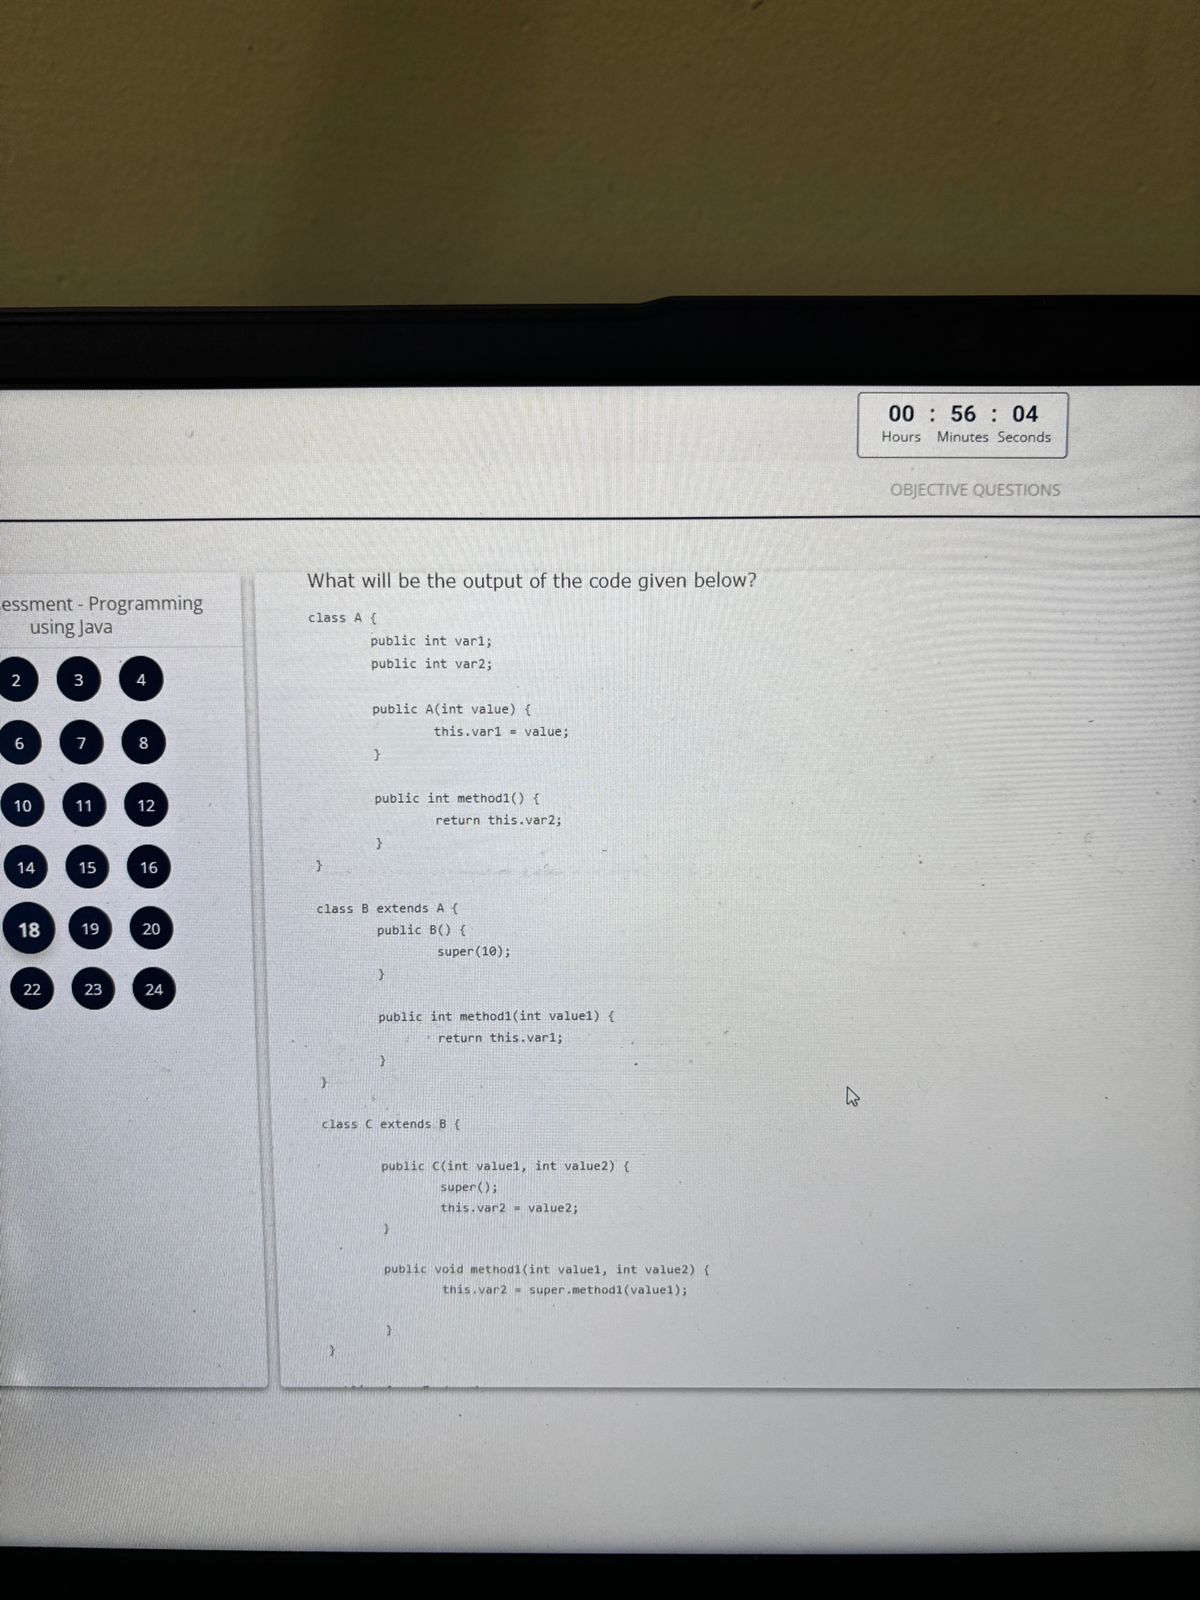 00 : 56 : 04
Hours Minutes Seconds
OBJECTIVE QUESTIONS
essment - Programming
using Java
2 3 4
6 7 8
10 11 12
14 15 16
18 19 20
22 23 24
What will be the output of the code given below?
class A {
public int var1;
public int var2;
public A(int value) {
this.var1 = value;
}
public int method1() {
return this.var2;
}
}
class B extends A {
public B() {
super(10);
}
public int method1(int value1) {
return this.var1;
}
}
class C extends B {
public C(int value1, int value2) {
super();
this.var2 = value2;
}
public void method1(int value1, int value2) {
this.var2 = super.method1(value1);
}
}